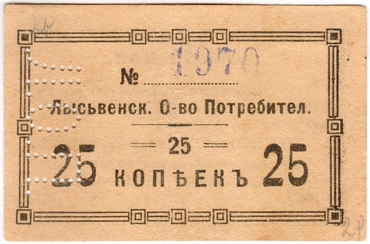 № 1970
Лысьвенск. О-во Потребител.
25
25 КОПѢЕКЪ 25